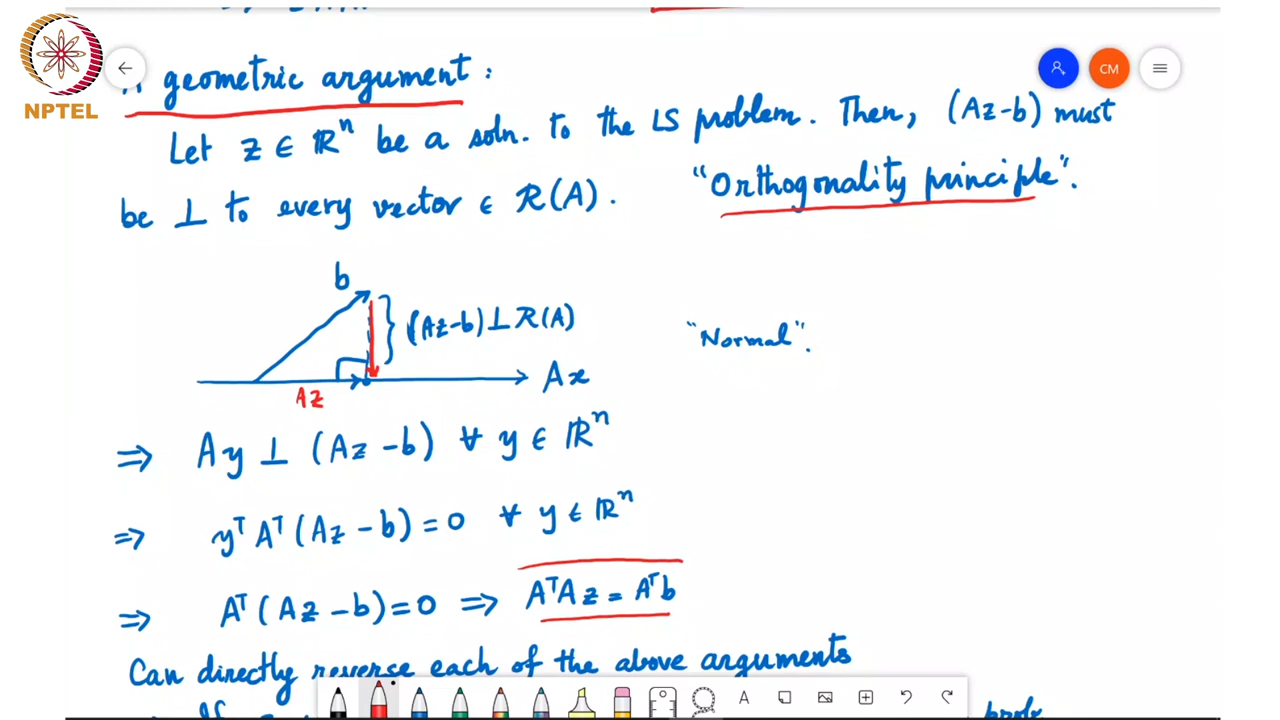 NPTEL
CM
geometric argument:
Let z ∈ ℝⁿ be a soln. to the LS problem. Then, (Az-b) must
be ⊥ to every vector ∈ R(A). "Orthogonality principle".
b
(Az-b) ⊥ R(A)
"Normal".
Ax
Az
⇒ Ay ⊥ (Az-b) ∀ y ∈ ℝⁿ
⇒ yᵀAᵀ(Az-b)=0 ∀ y ∈ ℝⁿ
⇒ Aᵀ(Az-b)=0 ⇒ AᵀAz = Aᵀb
Can directly reverse each of the above arguments
A